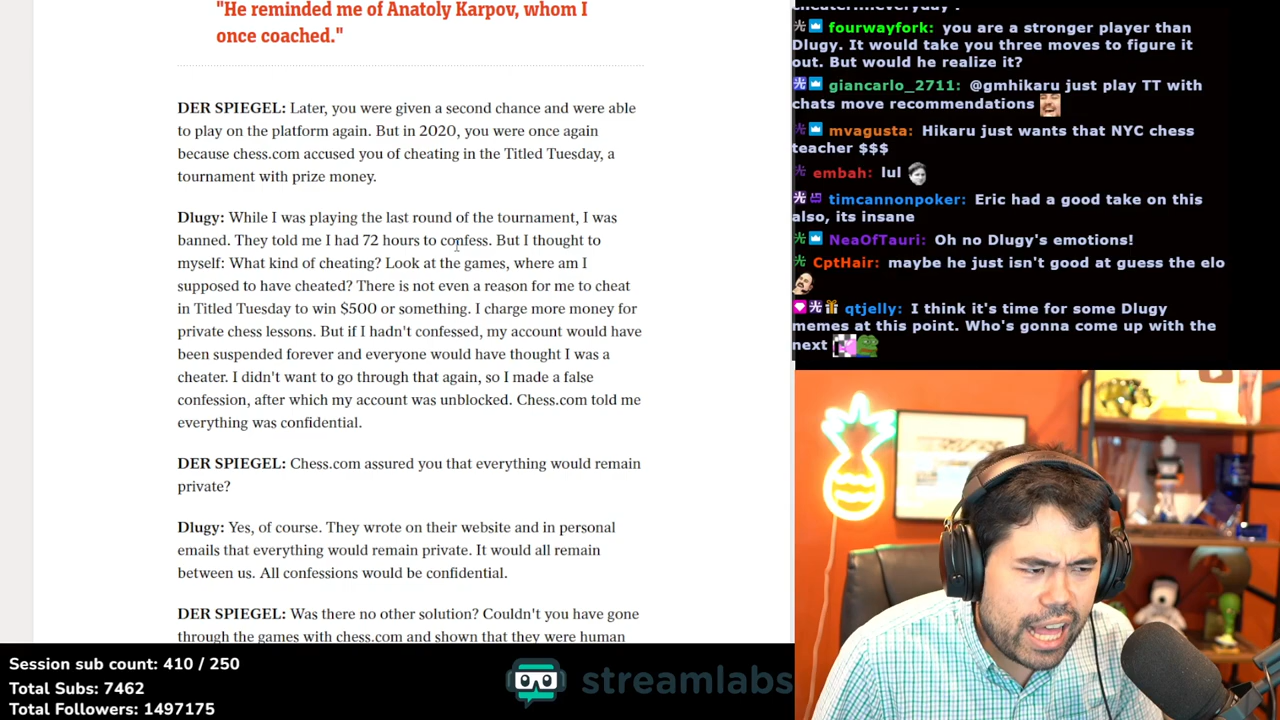 "He reminded me of Anatoly Karpov, whom I
once coached."
DER SPIEGEL: Later, you were given a second chance and were able
to play on the platform again. But in 2020, you were once again
because chess.com accused you of cheating in the Titled Tuesday, a
tournament with prize money.
Dlugy: While I was playing the last round of the tournament, I was
banned. They told me I had 72 hours to confess. But I thought to
myself: What kind of cheating? Look at the games, where am I
supposed to have cheated? There is not even a reason for me to cheat
in Titled Tuesday to win $500 or something. I charge more money for
private chess lessons. But if I hadn't confessed, my account would have
been suspended forever and everyone would have thought I was a
cheater. I didn't want to go through that again, so I made a false
confession, after which my account was unblocked. Chess.com told me
everything was confidential.
DER SPIEGEL: Chess.com assured you that everything would remain
private?
Dlugy: Yes, of course. They wrote on their website and in personal
emails that everything would remain private. It would all remain
between us. All confessions would be confidential.
DER SPIEGEL: Was there no other solution? Couldn't you have gone
through the games with chess.com and shown that they were human
fourwayfork: you are a stronger player than
Dlugy. It would take you three moves to figure it
out. But would he realize it?
giancarlo_2711: @gmhikaru just play TT with
chats move recommendations
mvagusta: Hikaru just wants that NYC chess
teacher $$$
embah: lul
timcannonpoker: Eric had a good take on this
also, its insane
NeaOfTauri: Oh no Dlugy's emotions!
CptHair: maybe he just isn't good at guess the elo
qtjelly: I think it's time for some Dlugy
memes at this point. Who's gonna come up with the
next
Session sub count: 410 / 250
Total Subs: 7462
Total Followers: 1497175
streamlabs